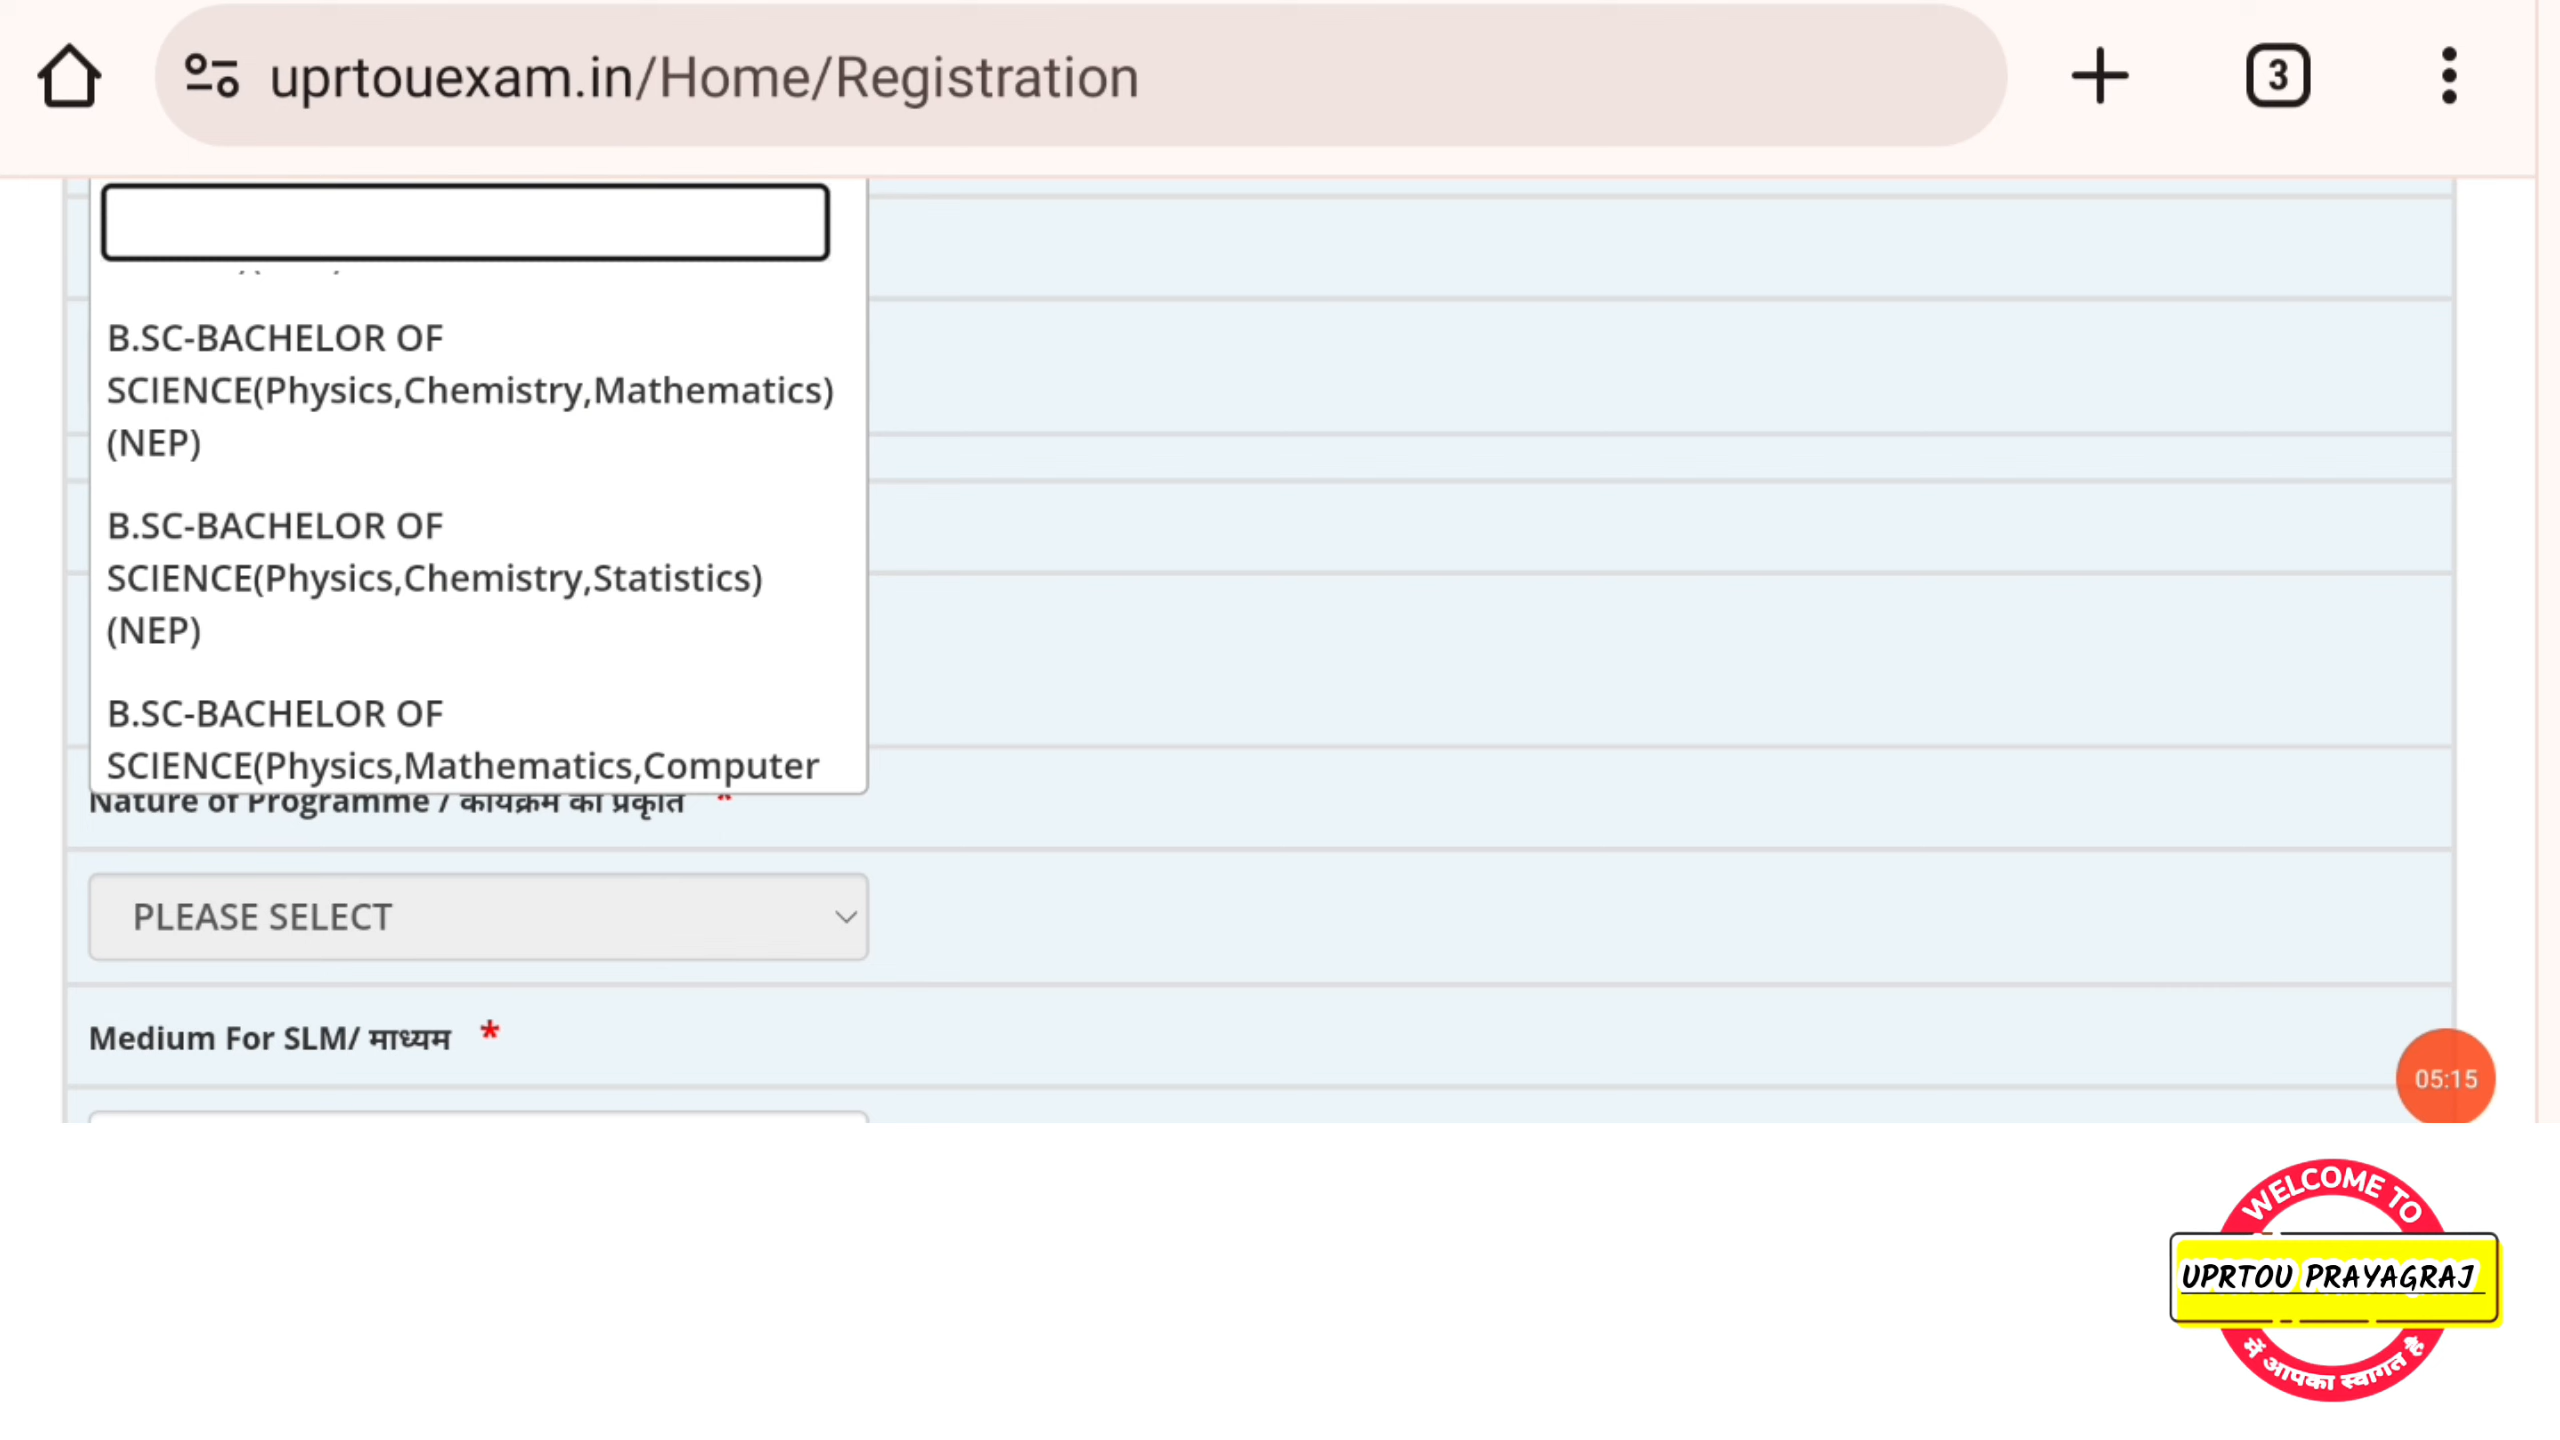 uprtouexam.in/Home/Registration
3
B.SC-BACHELOR OF
SCIENCE(Physics,Chemistry,Mathematics)
(NEP)
B.SC-BACHELOR OF
SCIENCE(Physics,Chemistry,Statistics)
(NEP)
B.SC-BACHELOR OF
SCIENCE(Physics,Mathematics,Computer
Nature of Programme / कार्यक्रम की प्रकृति *
PLEASE SELECT
Medium For SLM/ माध्यम *
05:15
WELCOME TO
UPRTOU PRAYAGRAJ
में आपका स्वागत है